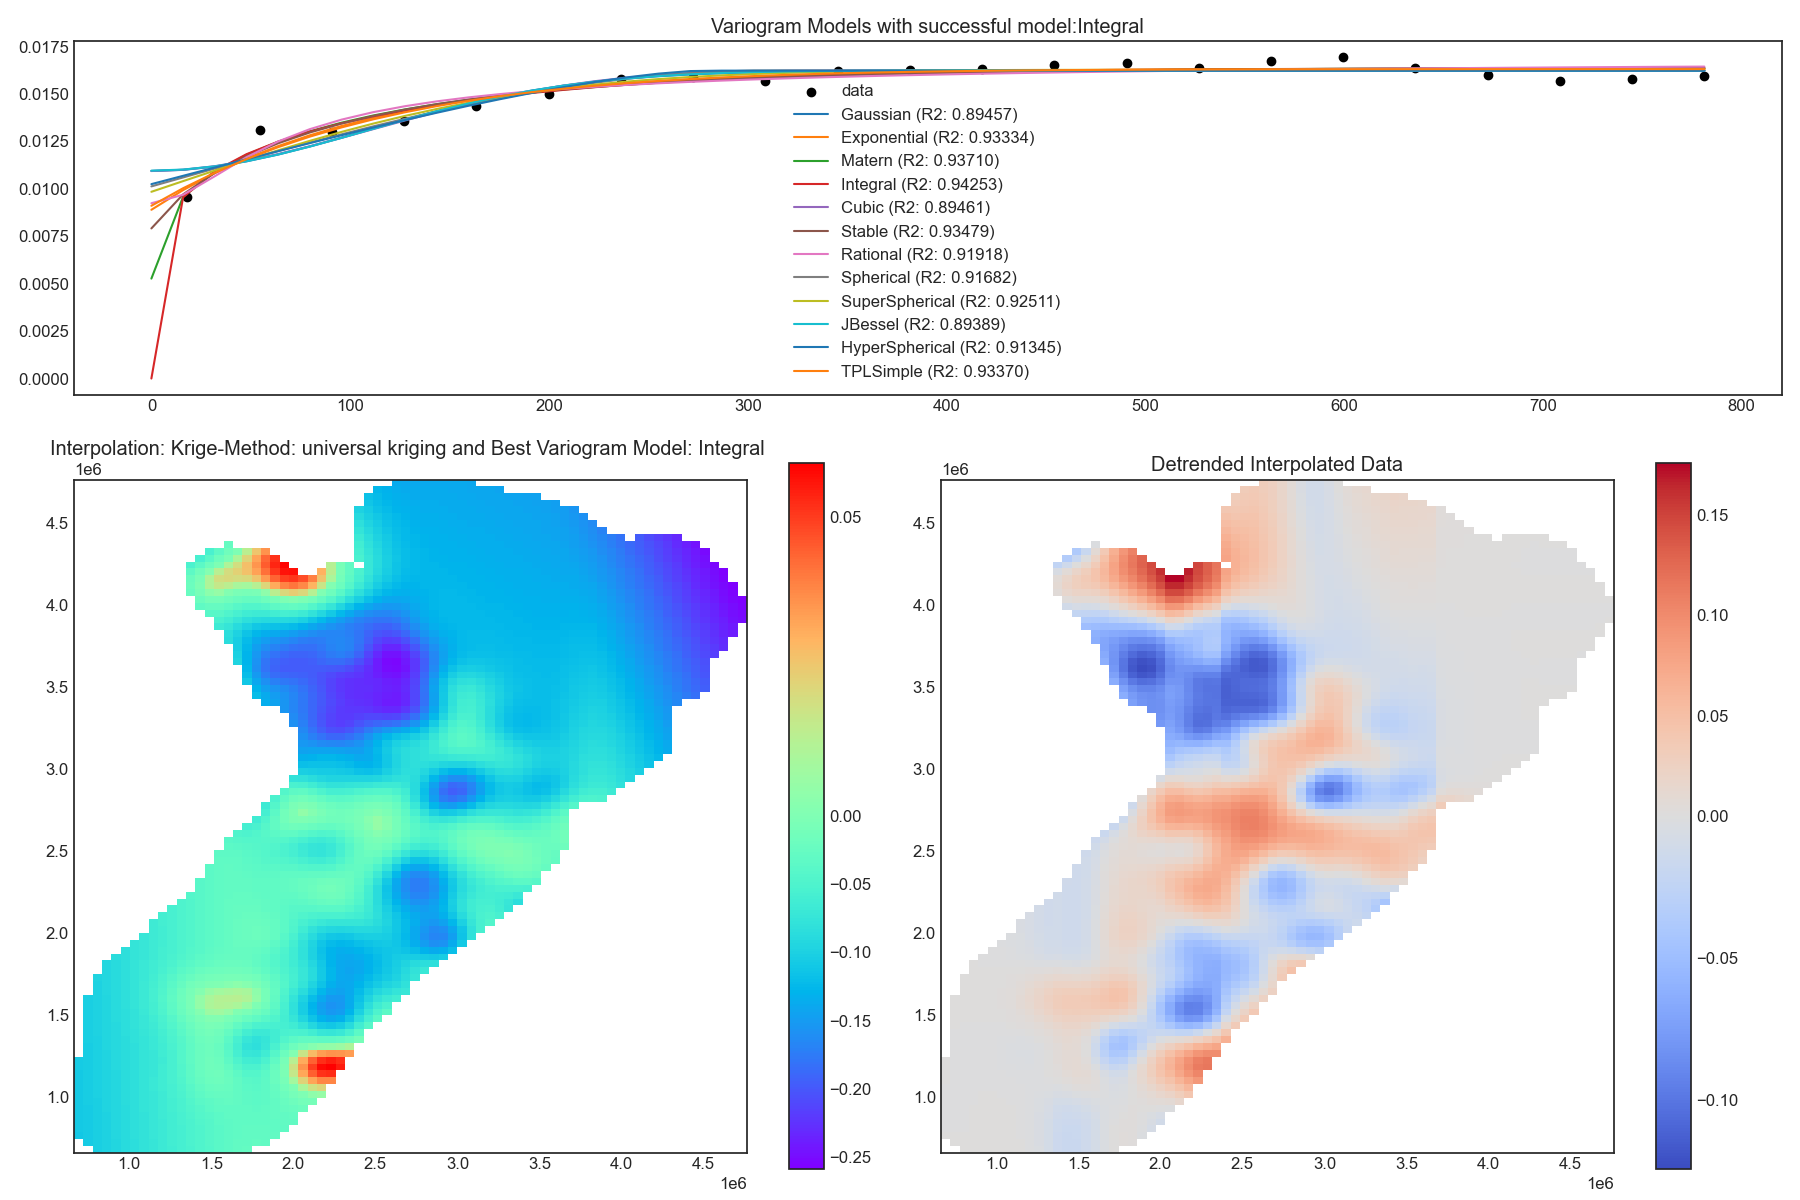 Variogram Models with successful model:Integral
0.0175
0.0150
0.0125
0.0100
0.0075
0.0050
0.0025
0.0000
data
Gaussian (R2: 0.89457)
Exponential (R2: 0.93334)
Matern (R2: 0.93710)
Integral (R2: 0.94253)
Cubic (R2: 0.89461)
Stable (R2: 0.93479)
Rational (R2: 0.91918)
Spherical (R2: 0.91682)
SuperSpherical (R2: 0.92511)
JBessel (R2: 0.89389)
HyperSpherical (R2: 0.91345)
TPLSimple (R2: 0.93370)
0 100 200 300 400 500 600 700 800
Interpolation: Krige-Method: universal kriging and Best Variogram Model: Integral
1e6
4.5
4.0
3.5
3.0
2.5
2.0
1.5
1.0
1.0 1.5 2.0 2.5 3.0 3.5 4.0 4.5
1e6
0.05
0.00
−0.05
−0.10
−0.15
−0.20
−0.25
Detrended Interpolated Data
1e6
4.5
4.0
3.5
3.0
2.5
2.0
1.5
1.0
1.0 1.5 2.0 2.5 3.0 3.5 4.0 4.5
1e6
0.15
0.10
0.05
0.00
−0.05
−0.10